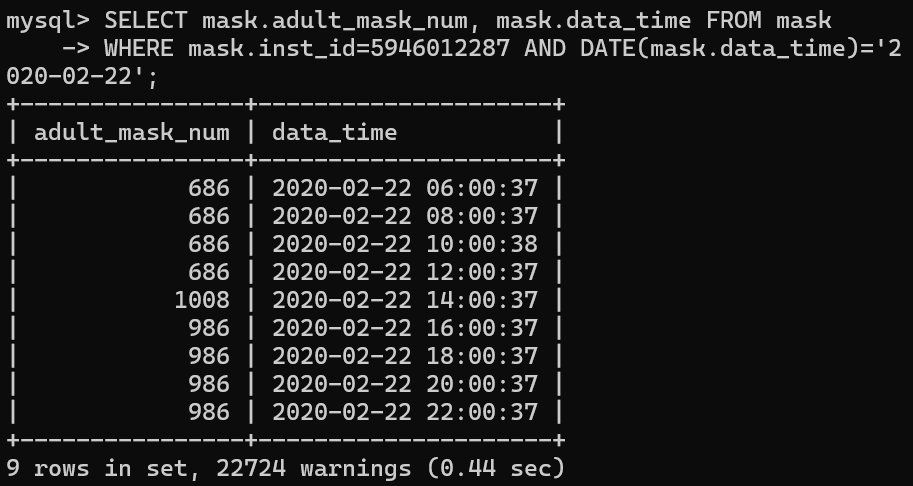 mysql> SELECT mask.adult_mask_num, mask.data_time FROM mask
    -> WHERE mask.inst_id=5946012287 AND DATE(mask.data_time)='2
020-02-22';
+----------------+---------------------+
| adult_mask_num | data_time           |
+----------------+---------------------+
|            686 | 2020-02-22 06:00:37 |
|            686 | 2020-02-22 08:00:37 |
|            686 | 2020-02-22 10:00:38 |
|            686 | 2020-02-22 12:00:37 |
|           1008 | 2020-02-22 14:00:37 |
|            986 | 2020-02-22 16:00:37 |
|            986 | 2020-02-22 18:00:37 |
|            986 | 2020-02-22 20:00:37 |
|            986 | 2020-02-22 22:00:37 |
+----------------+---------------------+
9 rows in set, 22724 warnings (0.44 sec)